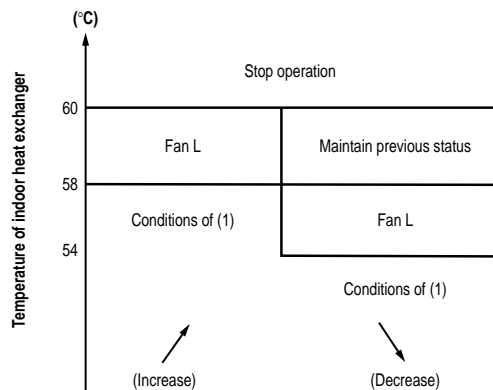 (°C)
Temperature of indoor heat exchanger
Stop operation
60
Fan L
Maintain previous status
58
Conditions of (1)
Fan L
54
Conditions of (1)
(Increase)
(Decrease)